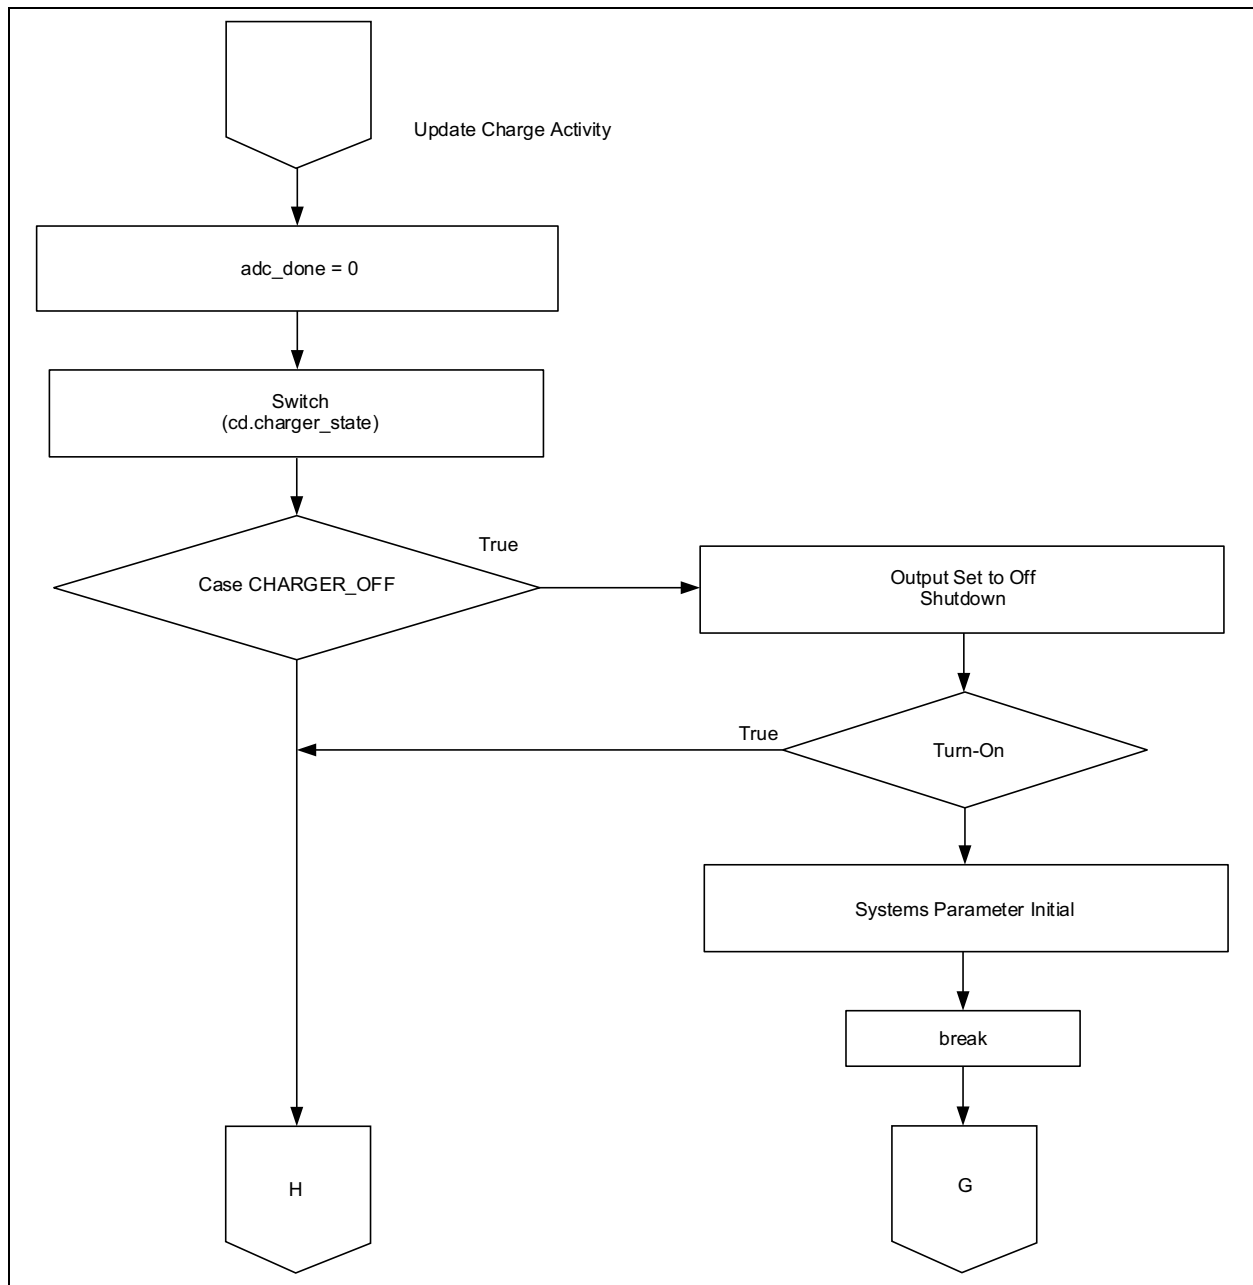 Update Charge Activity
adc_done = 0
Switch
(cd.charger_state)
True
Case CHARGER_OFF
Output Set to Off
Shutdown
True
Turn-On
Systems Parameter Initial
break
H
G